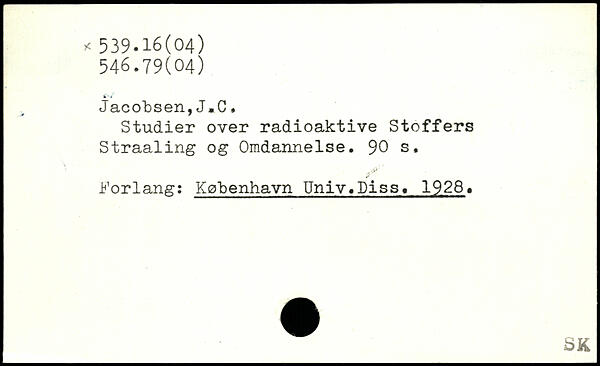 × 539.16(04)
546.79(04)
Jacobsen,J.C.
Studier over radioaktive Stoffers
Straaling og Omdannelse. 90 s.
Forlang: København Univ.Diss. 1928.
SK